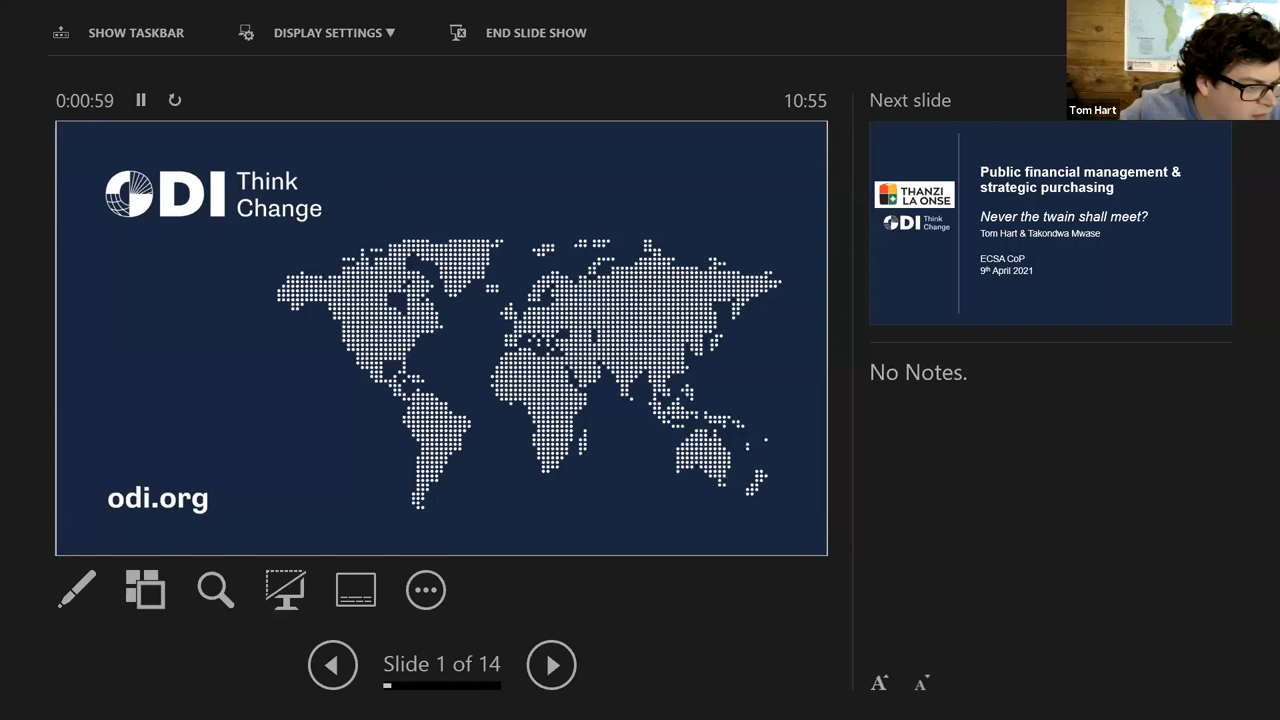 SHOW TASKBAR
DISPLAY SETTINGS ▼
END SLIDE SHOW
Tom Hart
0:00:59
10:55
Next slide
ODI Think
Change
odi.org
THANZI
LA ONSE
ODI Think
Change
Public financial management &
strategic purchasing
Never the twain shall meet?
Tom Hart & Takondwa Mwase
ECSA CoP
9th April 2021
No Notes.
Slide 1 of 14
A
A